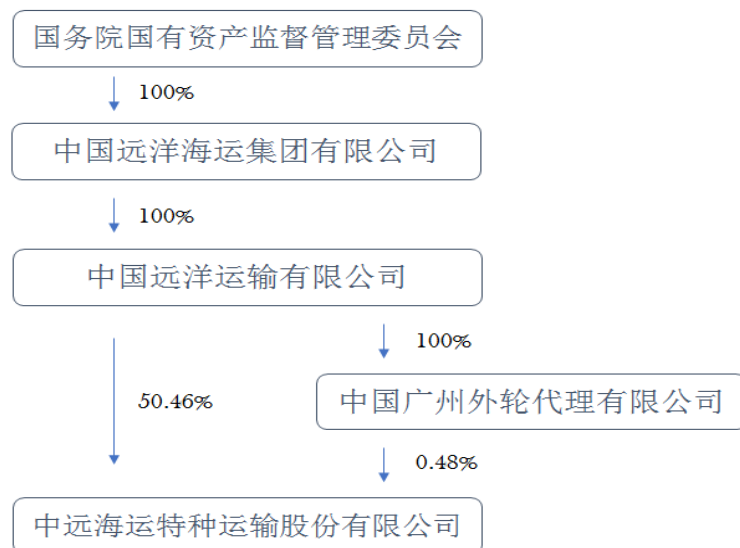 国务院国有资产监督管理委员会
100%
中国远洋海运集团有限公司
100%
中国远洋运输有限公司
100%
50.46%
中国广州外轮代理有限公司
0.48%
中远海运特种运输股份有限公司